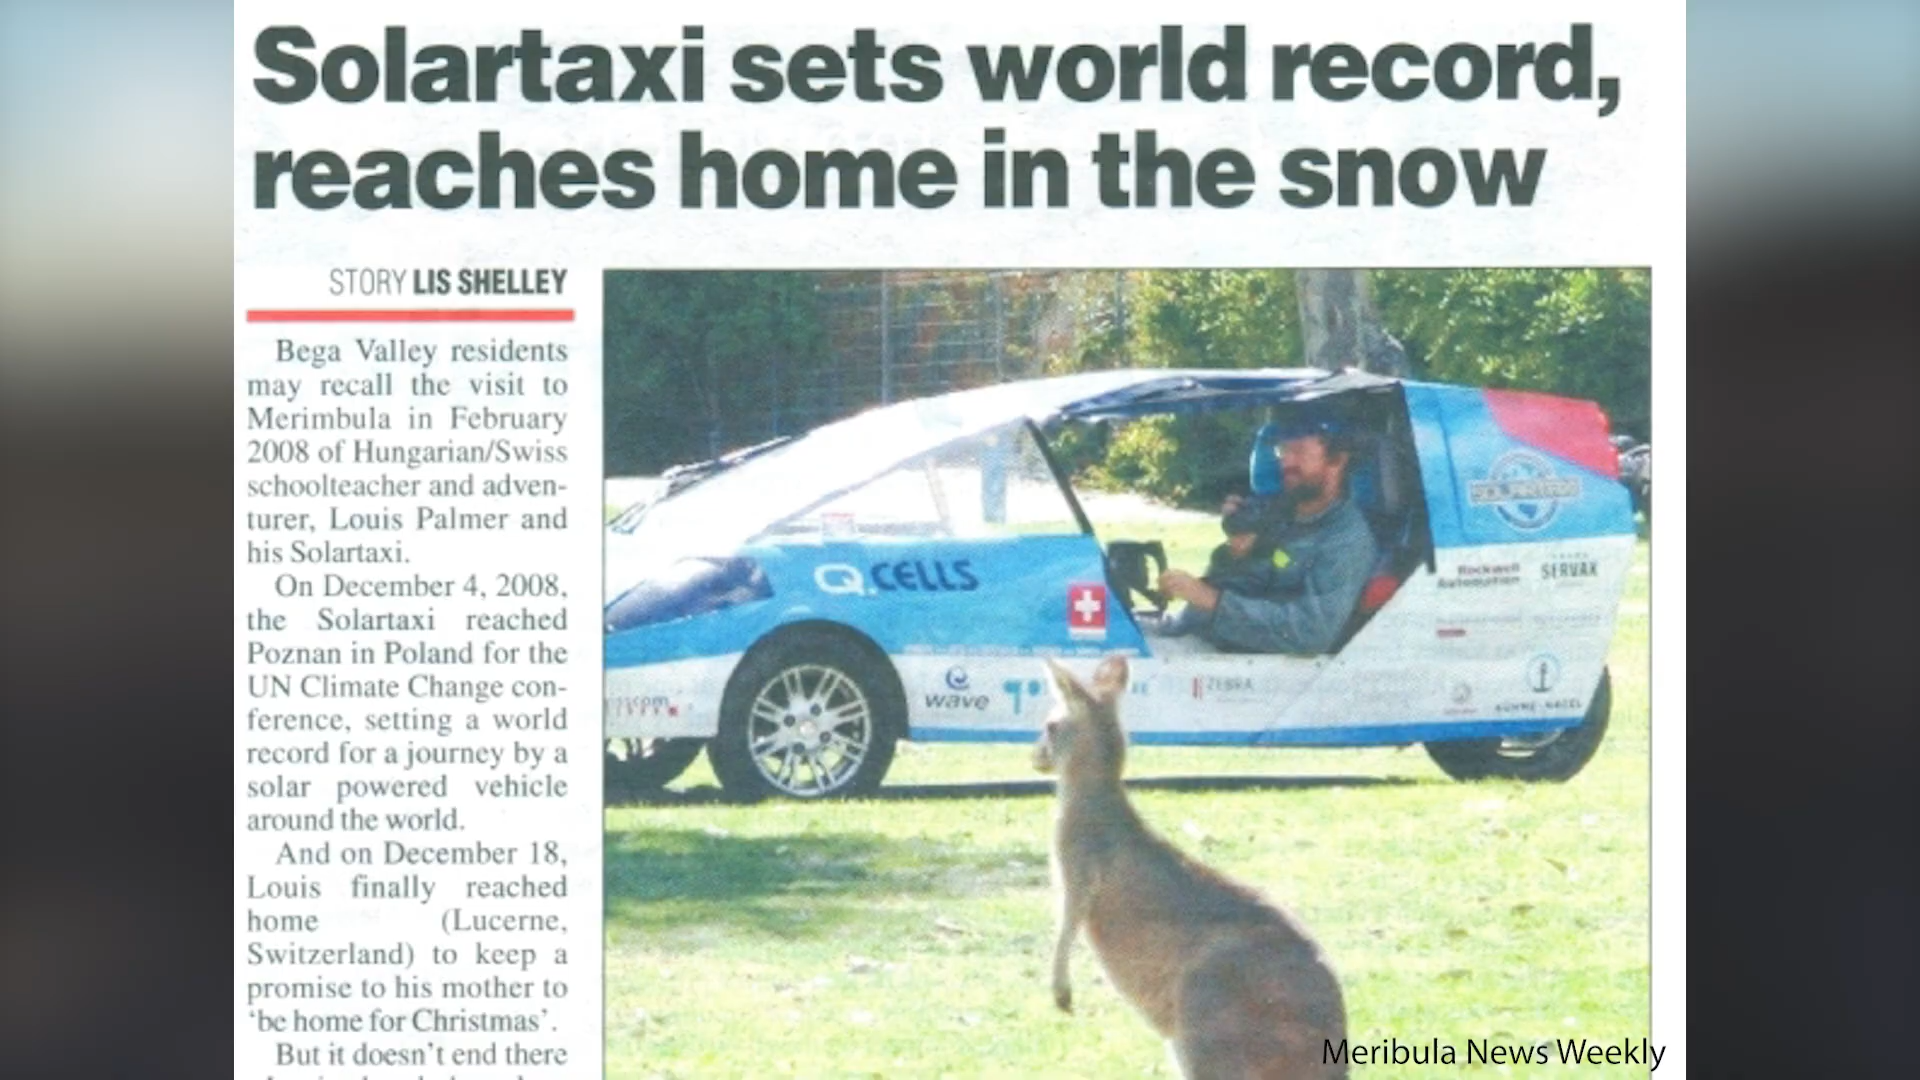 Solartaxi sets world record,
reaches home in the snow
STORY LIS SHELLEY
Bega Valley residents
may recall the visit to
Merimbula in February
2008 of Hungarian/Swiss
schoolteacher and adven-
turer, Louis Palmer and
his Solartaxi.
On December 4, 2008,
the Solartaxi reached
Poznan in Poland for the
UN Climate Change con-
ference, setting a world
record for a journey by a
solar powered vehicle
around the world.
And on December 18,
Louis finally reached
home (Lucerne,
Switzerland) to keep a
promise to his mother to
‘be home for Christmas’.
But it doesn’t end there
Q.CELLS
wave
ZEBRA
Rockwell
Automation
SERVAX
Meribula News Weekly